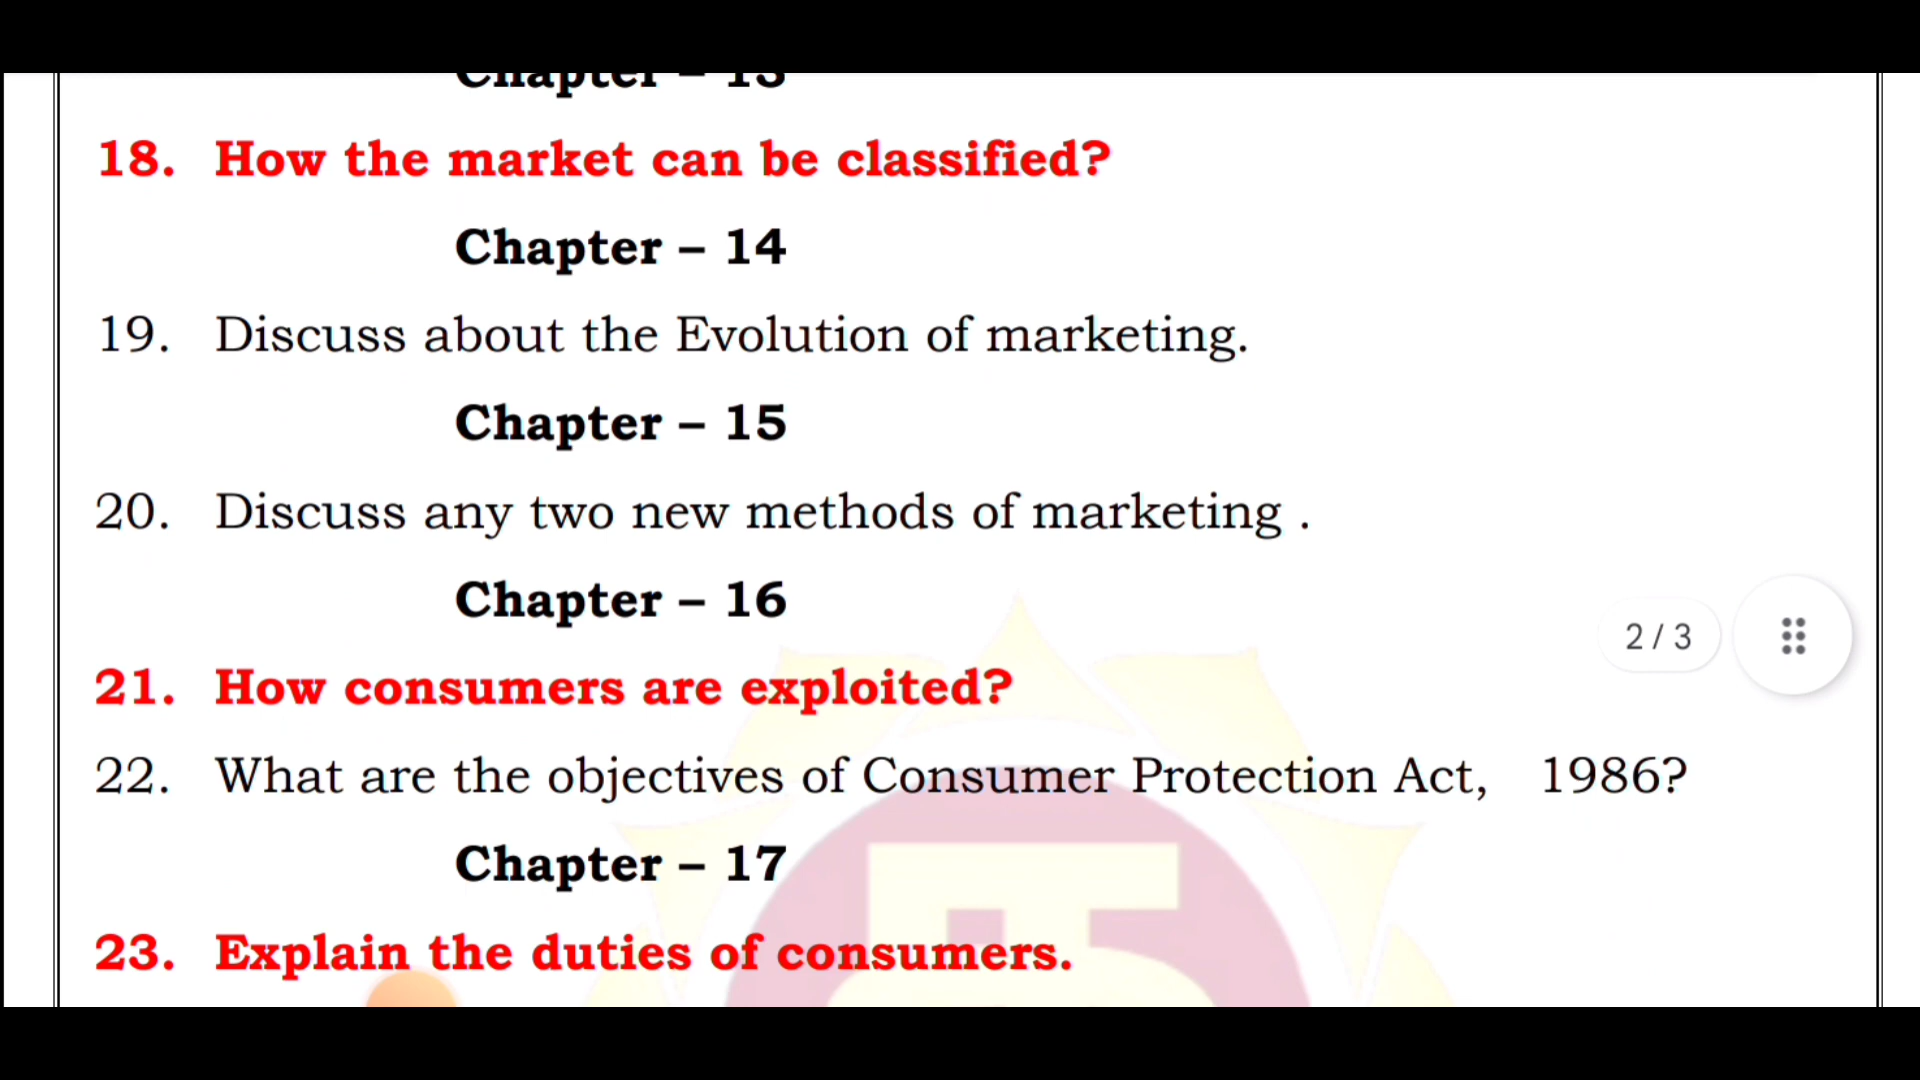 Chapter – 13
18. How the market can be classified?
Chapter – 14
19. Discuss about the Evolution of marketing.
Chapter – 15
20. Discuss any two new methods of marketing .
Chapter – 16
21. How consumers are exploited?
2 / 3
22. What are the objectives of Consumer Protection Act, 1986?
Chapter – 17
23. Explain the duties of consumers.